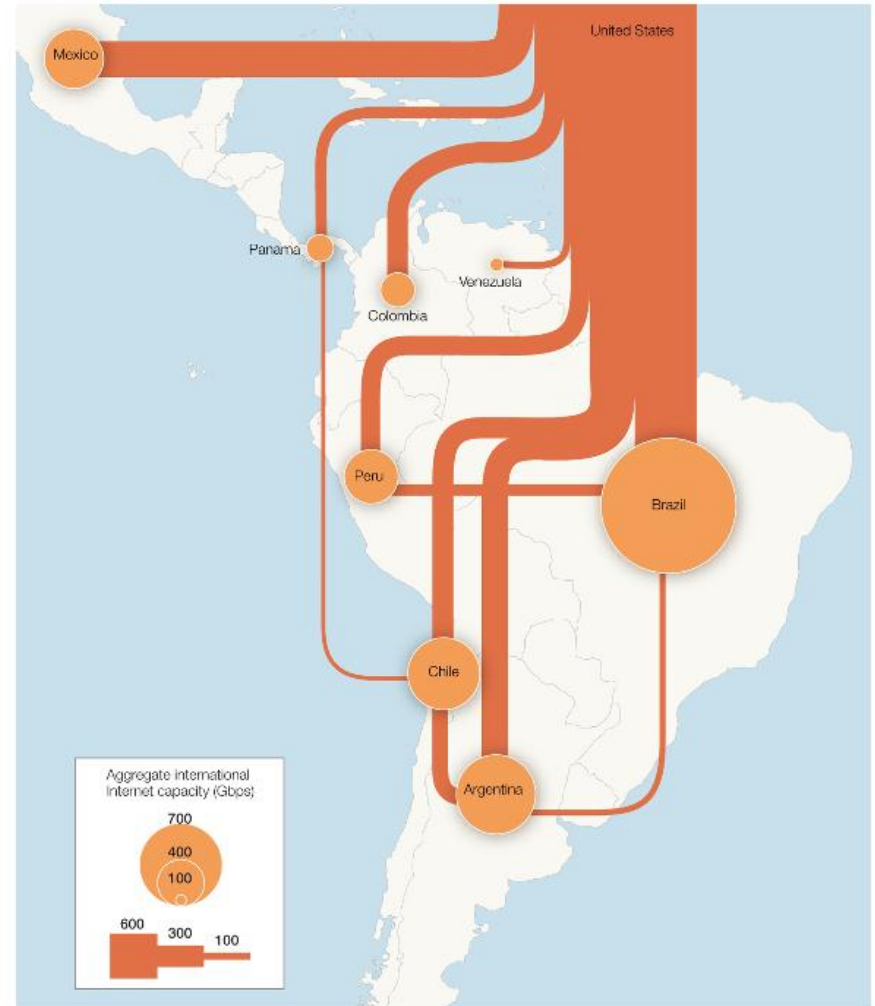 United States
Mexico
Panama
Venezuela
Colombia
Peru
Brazil
Chile
Argentina
Aggregate international
Internet capacity (Gbps)
700
400
100
600
300
100